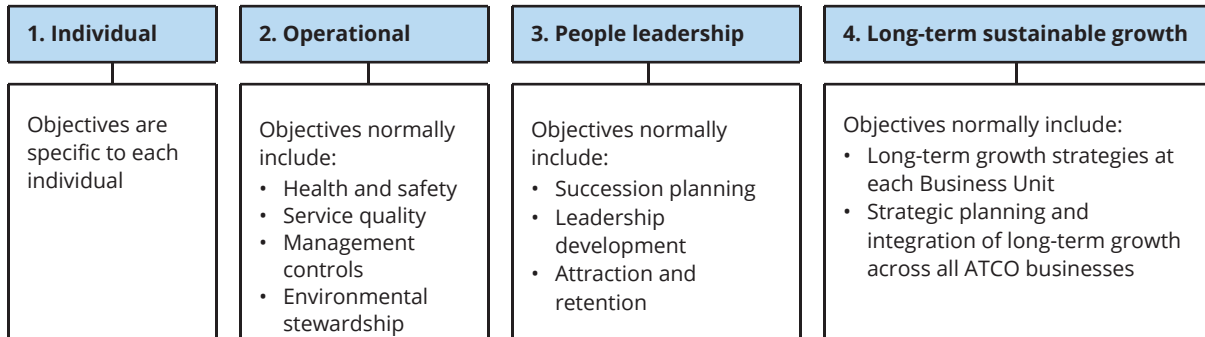 1. Individual
Objectives are
specific to each
individual
2. Operational
Objectives normally
include:
• Health and safety
• Service quality
• Management
controls
• Environmental
stewardship
3. People leadership
Objectives normally
include:
• Succession planning
• Leadership
development
• Attraction and
retention
4. Long-term sustainable growth
Objectives normally include:
• Long-term growth strategies at
each Business Unit
• Strategic planning and
integration of long-term growth
across all ATCO businesses